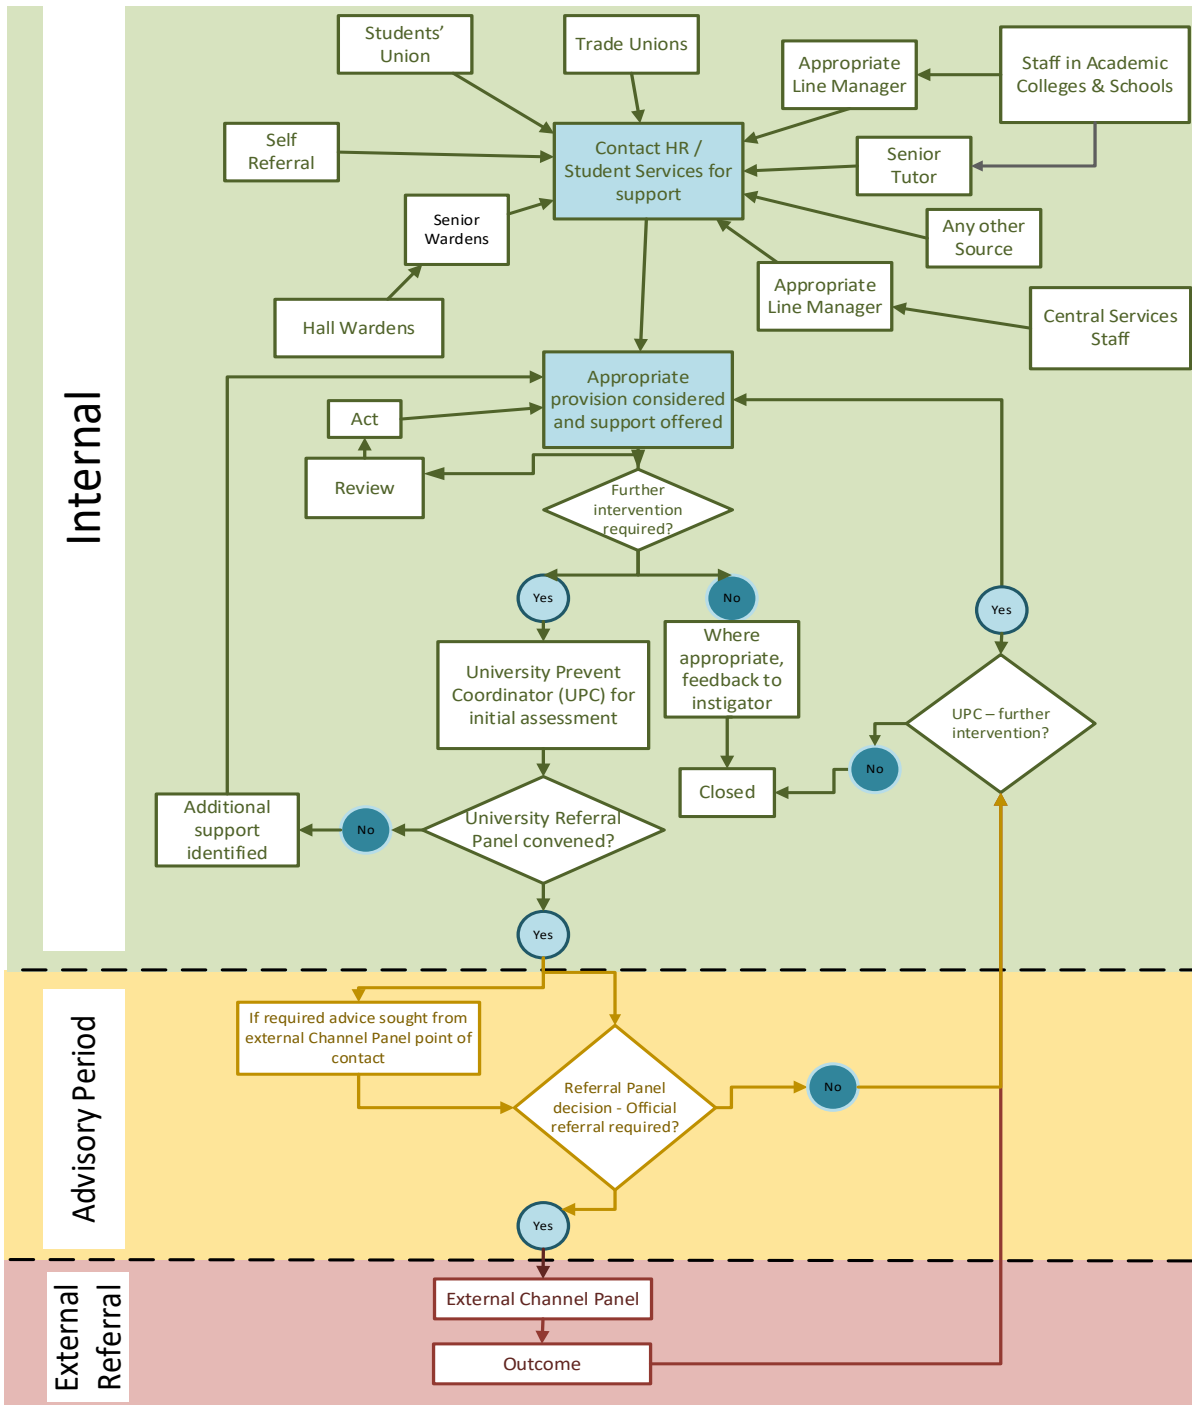 Internal
Students’
Union
Trade Unions
Appropriate
Line Manager
Staff in Academic
Colleges & Schools
Self
Referral
Contact HR /
Student Services for
support
Senior
Tutor
Senior
Wardens
Any other
Source
Hall Wardens
Appropriate
Line Manager
Central Services
Staff
Appropriate
provision considered
and support offered
Act
Review
Further
intervention
required?
Yes
No
Yes
University Prevent
Coordinator (UPC) for
initial assessment
Where
appropriate,
feedback to
instigator
UPC – further
intervention?
No
Closed
Additional
support
identified
No
University Referral
Panel convened?
Yes
Advisory Period
If required advice sought from
external Channel Panel point of
contact
Referral Panel
decision - Official
referral required?
No
Yes
External
Referral
External Channel Panel
Outcome